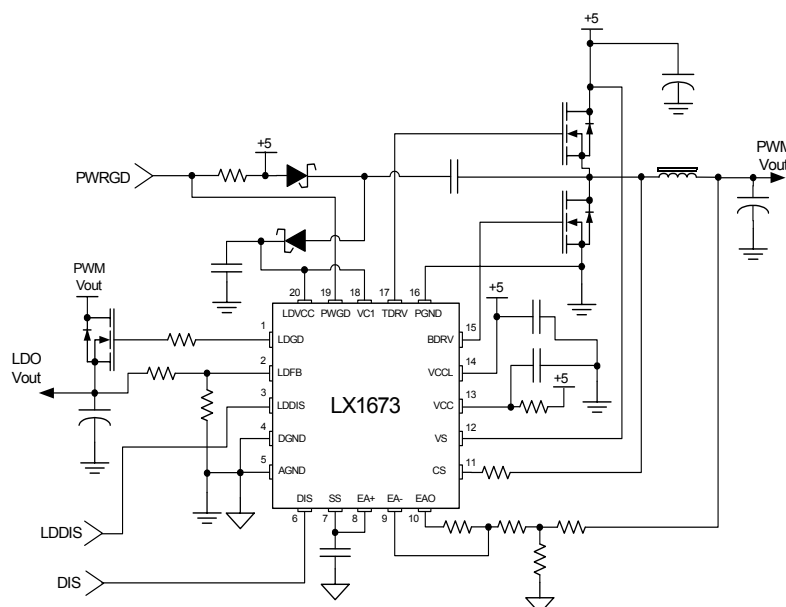 +5
PWM
Vout
+5
PWRGD
PWM
Vout
20 19 18 17 16
LDVCC PWGD VC1 TDRV PGND
+5
1 LDGD
BDRV 15
LDO
Vout
2 LDFB
VCCL 14
3 LDDIS
LX1673
VCC 13
+5
4 DGND
VS 12
5 AGND
CS 11
DIS SS EA+ EA- EAO
6 7 8 9 10
LDDIS
DIS